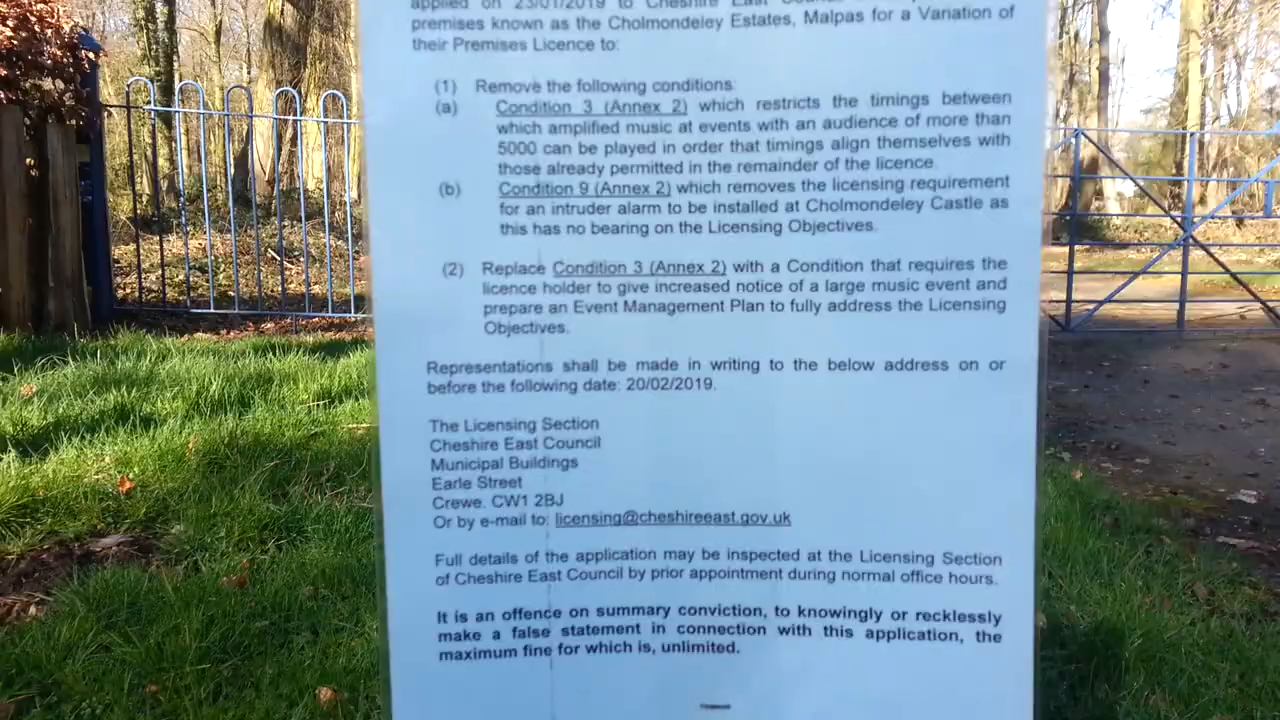 applied on 23/01/2019 to Cheshire East
premises known as the Cholmondeley Estates, Malpas for a Variation of
their Premises Licence to:
(1) Remove the following conditions:
(a) Condition 3 (Annex 2) which restricts the timings between
which amplified music at events with an audience of more than
5000 can be played in order that timings align themselves with
those already permitted in the remainder of the licence.
(b) Condition 9 (Annex 2) which removes the licensing requirement
for an intruder alarm to be installed at Cholmondeley Castle as
this has no bearing on the Licensing Objectives.
(2) Replace Condition 3 (Annex 2) with a Condition that requires the
licence holder to give increased notice of a large music event and
prepare an Event Management Plan to fully address the Licensing
Objectives.
Representations shall be made in writing to the below address on or
before the following date: 20/02/2019.
The Licensing Section
Cheshire East Council
Municipal Buildings
Earle Street
Crewe. CW1 2BJ
Or by e-mail to: licensing@cheshireeast.gov.uk
Full details of the application may be inspected at the Licensing Section
of Cheshire East Council by prior appointment during normal office hours.
It is an offence on summary conviction, to knowingly or recklessly
make a false statement in connection with this application, the
maximum fine for which is, unlimited.